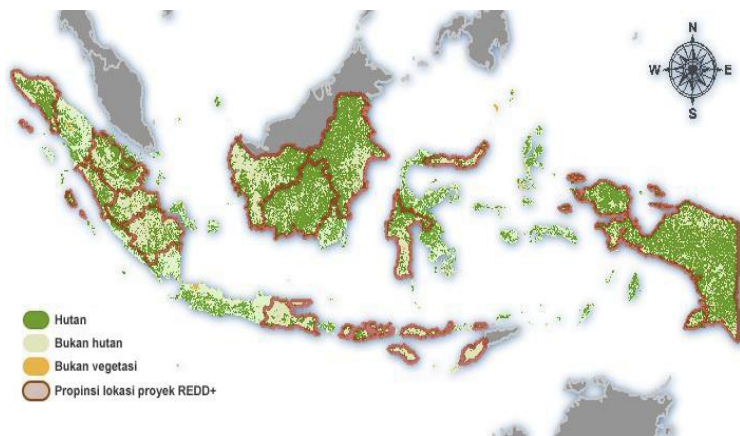 N
W E
S
Hutan
Bukan hutan
Bukan vegetasi
Propinsi lokasi proyek REDD+